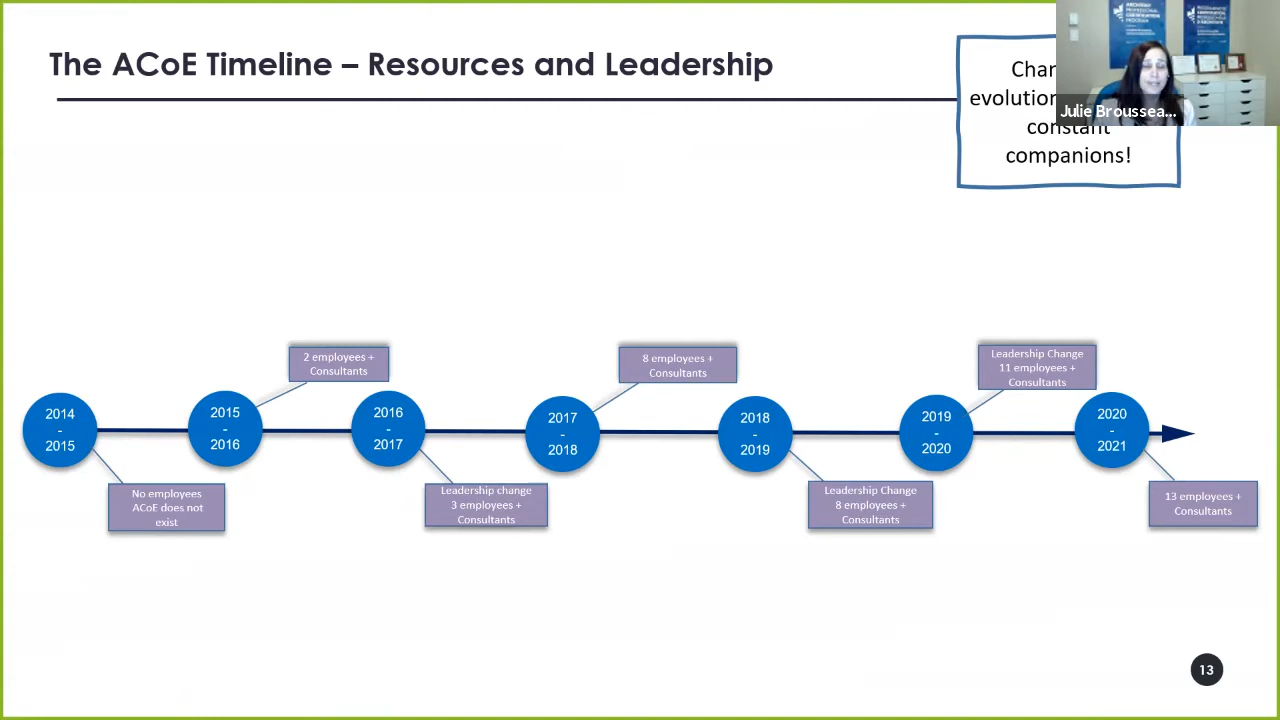 The ACoE Timeline – Resources and Leadership
evolution
constant
companions!
Julie Broussea...
2014
-
2015
No employees
ACoE does not
exist
2015
-
2016
2 employees +
Consultants
2016
-
2017
Leadership change
3 employees +
Consultants
2017
-
2018
8 employees +
Consultants
2018
-
2019
Leadership Change
8 employees +
Consultants
2019
-
2020
Leadership Change
11 employees +
Consultants
2020
-
2021
13 employees +
Consultants
13